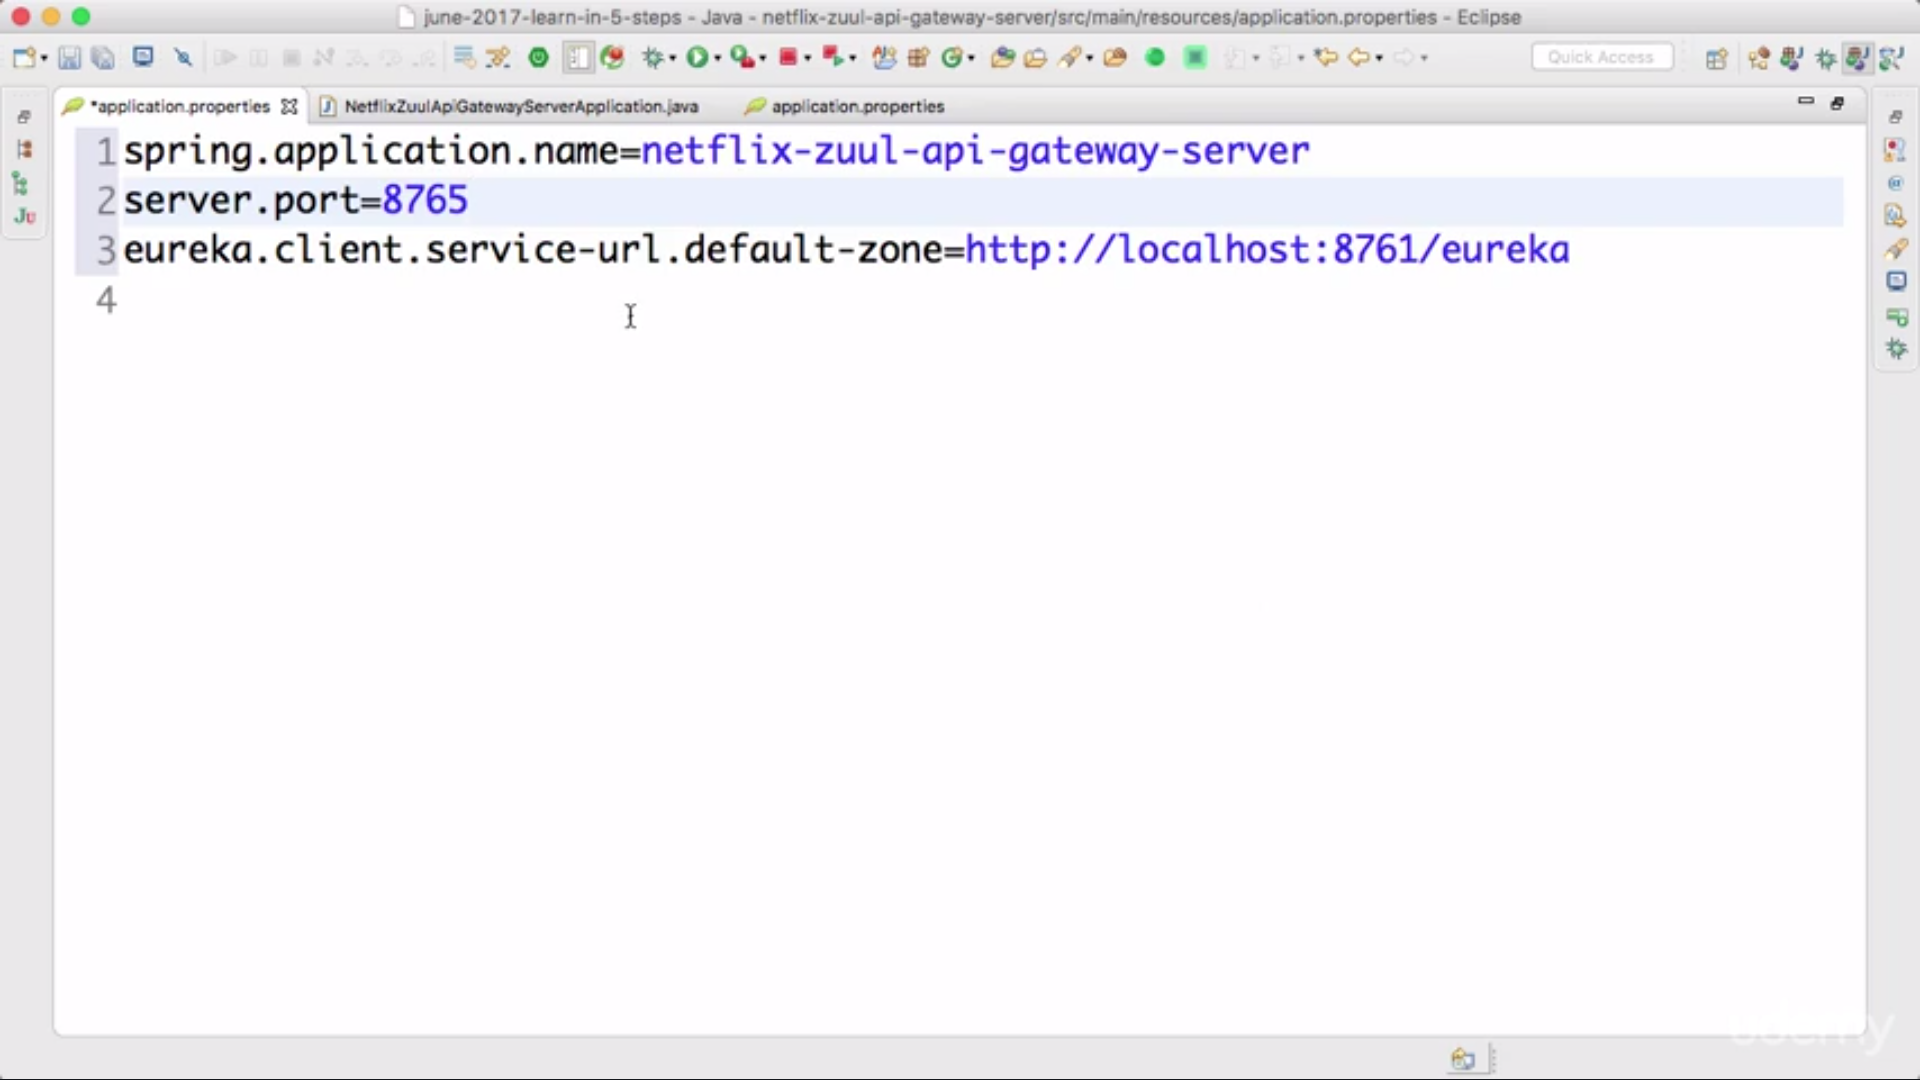 june-2017-learn-in-5-steps - Java - netflix-zuul-api-gateway-server/src/main/resources/application.properties - Eclipse
Quick Access
*application.properties NetflixZuulApiGatewayServerApplication.java application.properties
1 spring.application.name=netflix-zuul-api-gateway-server
2 server.port=8765
3 eureka.client.service-url.default-zone=http://localhost:8761/eureka
4
Ju
udemy